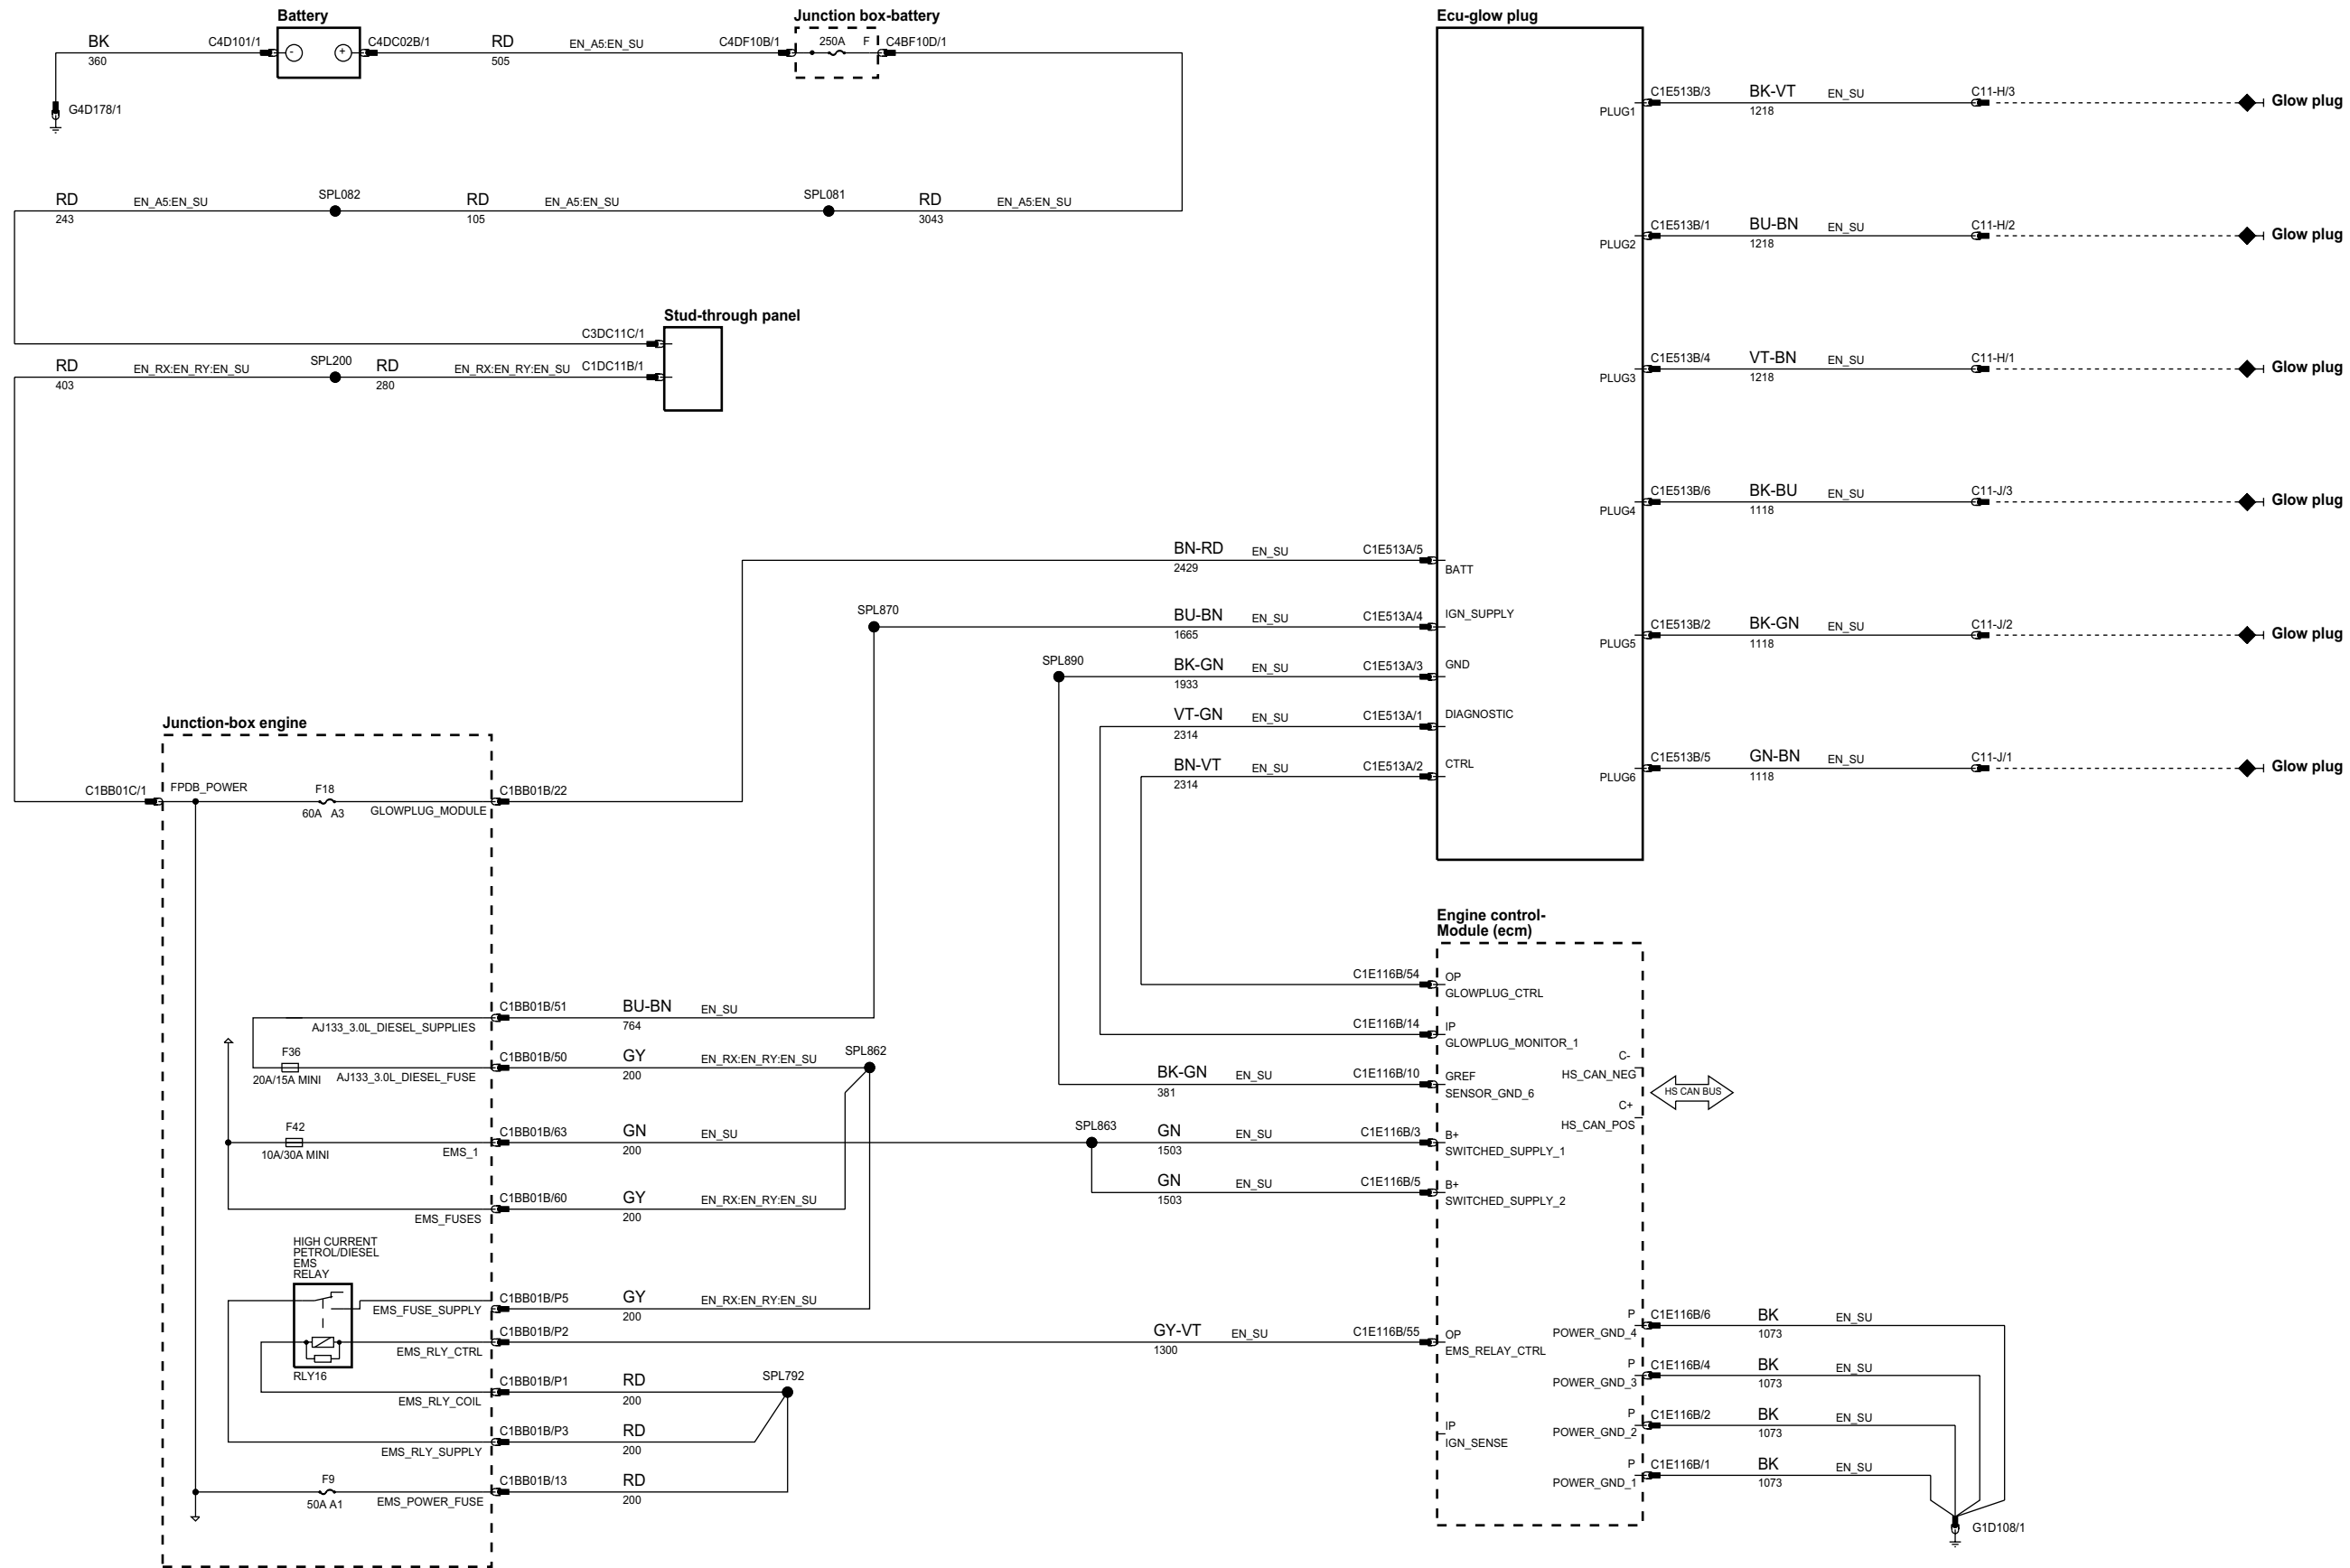 Battery
Junction box-battery
Ecu-glow plug
BK
360
C4D101/1
-
+
C4DC02B/1
RD
505
EN_A5:EN_SU
C4DF10B/1
250A F
C4BF10D/1
G4D178/1
RD
243
EN_A5:EN_SU
SPL082
RD
105
EN_A5:EN_SU
SPL081
RD
3043
EN_A5:EN_SU
Stud-through panel
C3DC11C/1
RD
403
EN_RX:EN_RY:EN_SU
SPL200
RD
280
EN_RX:EN_RY:EN_SU
C1DC11B/1
PLUG1
C1E513B/3
BK-VT
1218
EN_SU
C11-H/3
Glow plug
PLUG2
C1E513B/1
BU-BN
1218
EN_SU
C11-H/2
Glow plug
PLUG3
C1E513B/4
VT-BN
1218
EN_SU
C11-H/1
Glow plug
PLUG4
C1E513B/6
BK-BU
1118
EN_SU
C11-J/3
Glow plug
PLUG5
C1E513B/2
BK-GN
1118
EN_SU
C11-J/2
Glow plug
PLUG6
C1E513B/5
GN-BN
1118
EN_SU
C11-J/1
Glow plug
BN-RD
2429
EN_SU
C1E513A/5
BATT
SPL870
BU-BN
1665
EN_SU
C1E513A/4
IGN_SUPPLY
SPL890
BK-GN
1933
EN_SU
C1E513A/3
GND
VT-GN
2314
EN_SU
C1E513A/1
DIAGNOSTIC
BN-VT
2314
EN_SU
C1E513A/2
CTRL
Junction-box engine
C1BB01C/1
FPDB_POWER
F18
60A A3
GLOWPLUG_MODULE
C1BB01B/22
Engine control-
Module (ecm)
C1E116B/54
OP
GLOWPLUG_CTRL
C1BB01B/51
AJ133_3.0L_DIESEL_SUPPLIES
BU-BN
764
EN_SU
C1E116B/14
IP
GLOWPLUG_MONITOR_1
F36
20A/15A MINI
AJ133_3.0L_DIESEL_FUSE
C1BB01B/50
GY
200
EN_RX:EN_RY:EN_SU
SPL862
BK-GN
381
EN_SU
C1E116B/10
GREF
SENSOR_GND_6
C-
HS_CAN_NEG
HS CAN BUS
C+
HS_CAN_POS
F42
10A/30A MINI
EMS_1
C1BB01B/63
GN
200
EN_SU
SPL863
GN
1503
EN_SU
C1E116B/3
B+
SWITCHED_SUPPLY_1
C1BB01B/60
EMS_FUSES
GY
200
EN_RX:EN_RY:EN_SU
GN
1503
EN_SU
C1E116B/5
B+
SWITCHED_SUPPLY_2
HIGH CURRENT
PETROL/DIESEL
EMS
RELAY
RLY16
EMS_FUSE_SUPPLY
C1BB01B/P5
GY
200
EN_RX:EN_RY:EN_SU
EMS_RLY_CTRL
C1BB01B/P2
GY-VT
1300
EN_SU
C1E116B/55
OP
EMS_RELAY_CTRL
EMS_RLY_COIL
C1BB01B/P1
RD
200
SPL792
EMS_RLY_SUPPLY
C1BB01B/P3
RD
200
F9
50A A1
EMS_POWER_FUSE
C1BB01B/13
RD
200
IP
IGN_SENSE
P
POWER_GND_4
C1E116B/6
BK
1073
EN_SU
P
POWER_GND_3
C1E116B/4
BK
1073
EN_SU
P
POWER_GND_2
C1E116B/2
BK
1073
EN_SU
P
POWER_GND_1
C1E116B/1
BK
1073
EN_SU
G1D108/1